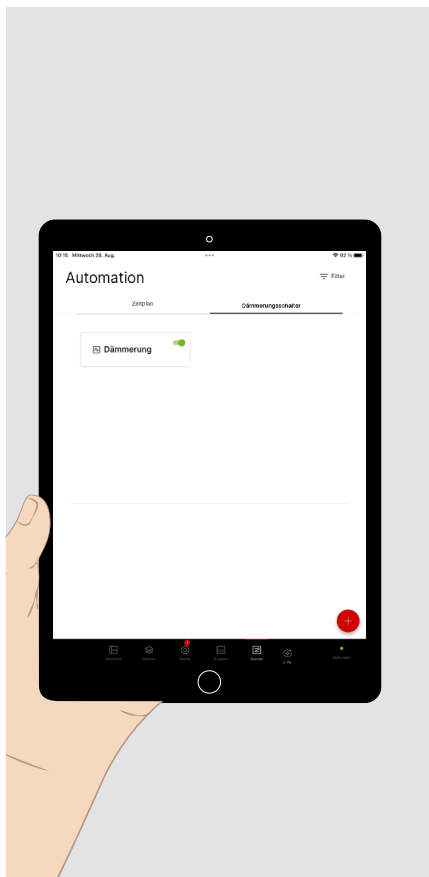 10:15 Mittwoch 28. Aug.
92 %
Automation
Filter
Zeitplan
Dämmerungsschalter
Dämmerung